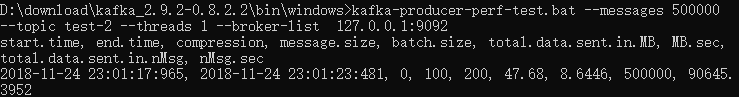 D:\download\kafka_2.9.2-0.8.2.2\bin\windows>kafka-producer-perf-test.bat --messages 500000
--topic test-2 --threads 1 --broker-list  127.0.0.1:9092
start.time, end.time, compression, message.size, batch.size, total.data.sent.in.MB, MB.sec,
total.data.sent.in.nMsg, nMsg.sec
2018-11-24 23:01:17:965, 2018-11-24 23:01:23:481, 0, 100, 200, 47.68, 8.6446, 500000, 90645.
3952